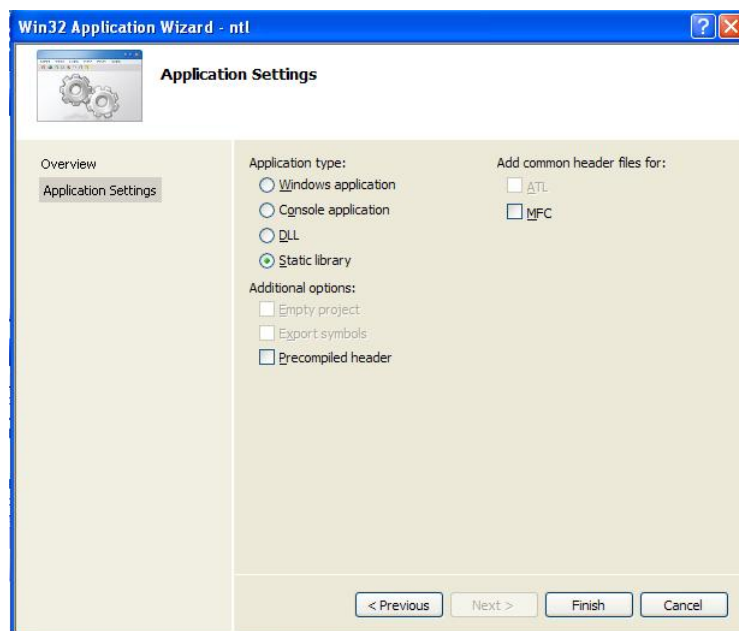 Win32 Application Wizard - ntl
Application Settings
Overview
Application Settings
Application type:
Windows application
Console application
DLL
Static library
Additional options:
Empty project
Export symbols
Precompiled header
Add common header files for:
ATL
MFC
< Previous
Next >
Finish
Cancel